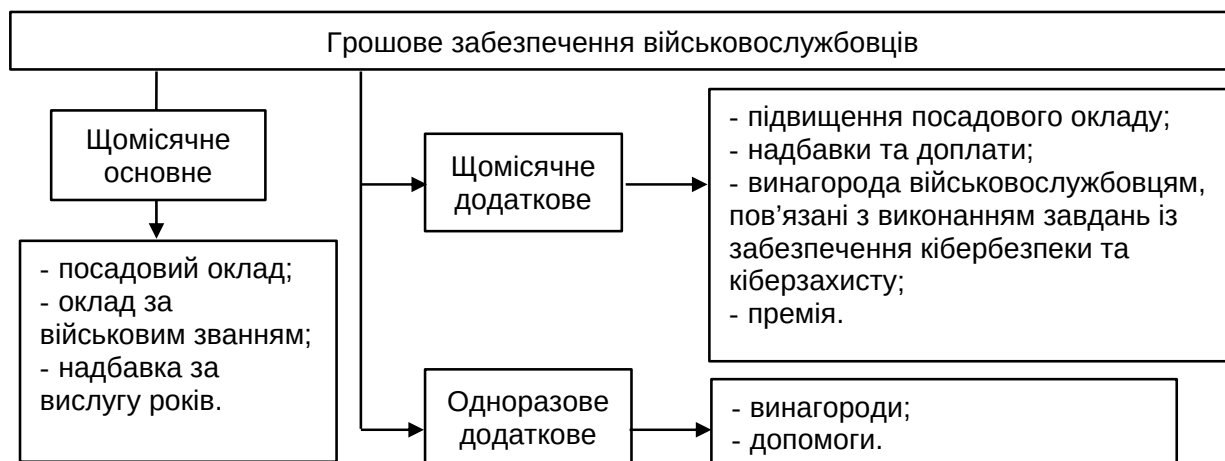 Грошове забезпечення військовослужбовців
Щомісячне
основне
- посадовий оклад;
- оклад за
військовим званням;
- надбавка за
вислугу років.
Щомісячне
додаткове
- підвищення посадового окладу;
- надбавки та доплати;
- винагорода військовослужбовцям,
пов’язані з виконанням завдань із
забезпечення кібербезпеки та
кіберзахисту;
- премія.
Одноразове
додаткове
- винагороди;
- допомоги.